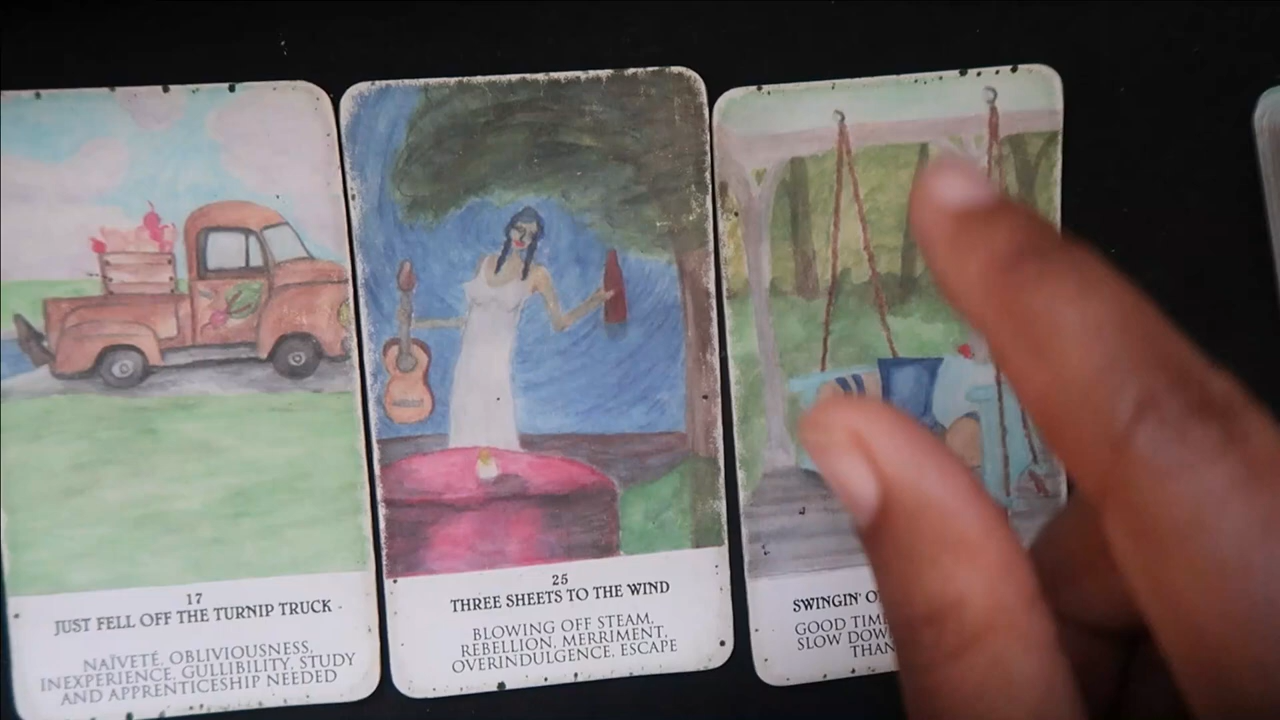 17
JUST FELL OFF THE TURNIP TRUCK
NAÏVETÉ, OBLIVIOUSNESS,
INEXPERIENCE, GULLIBILITY, STUDY
AND APPRENTICESHIP NEEDED
25
THREE SHEETS TO THE WIND
BLOWING OFF STEAM,
REBELLION, MERRIMENT,
OVERINDULGENCE, ESCAPE
SWINGIN'
GOOD
SLOW